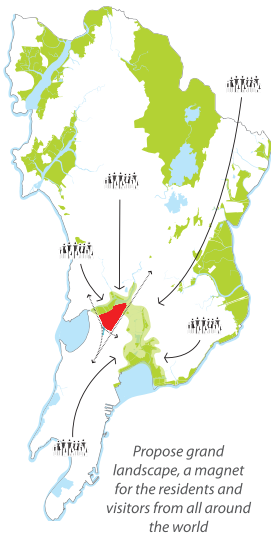 Propose grand
landscape, a magnet
for the residents and
visitors from all around
the world